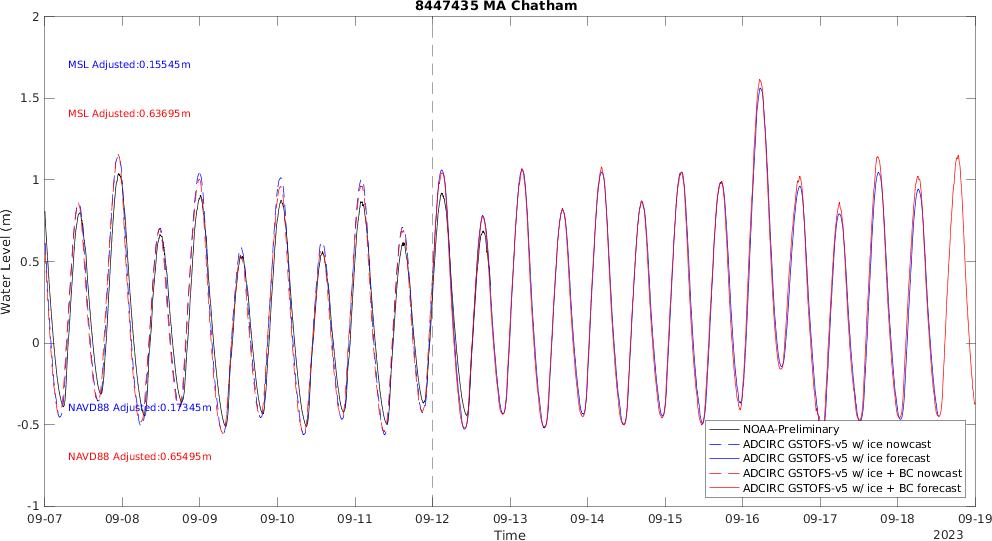 8447435 MA Chatham
2
1.5
1
0.5
0
-0.5
-1
Water Level (m)
MSL Adjusted:0.15545m
MSL Adjusted:0.63695m
NAVD88 Adjusted:0.17345m
NAVD88 Adjusted:0.65495m
NOAA-Preliminary
ADCIRC GSTOFS-v5 w/ ice nowcast
ADCIRC GSTOFS-v5 w/ ice forecast
ADCIRC GSTOFS-v5 w/ ice + BC nowcast
ADCIRC GSTOFS-v5 w/ ice + BC forecast
09-07 09-08 09-09 09-10 09-11 09-12 09-13 09-14 09-15 09-16 09-17 09-18 09-19
Time
2023